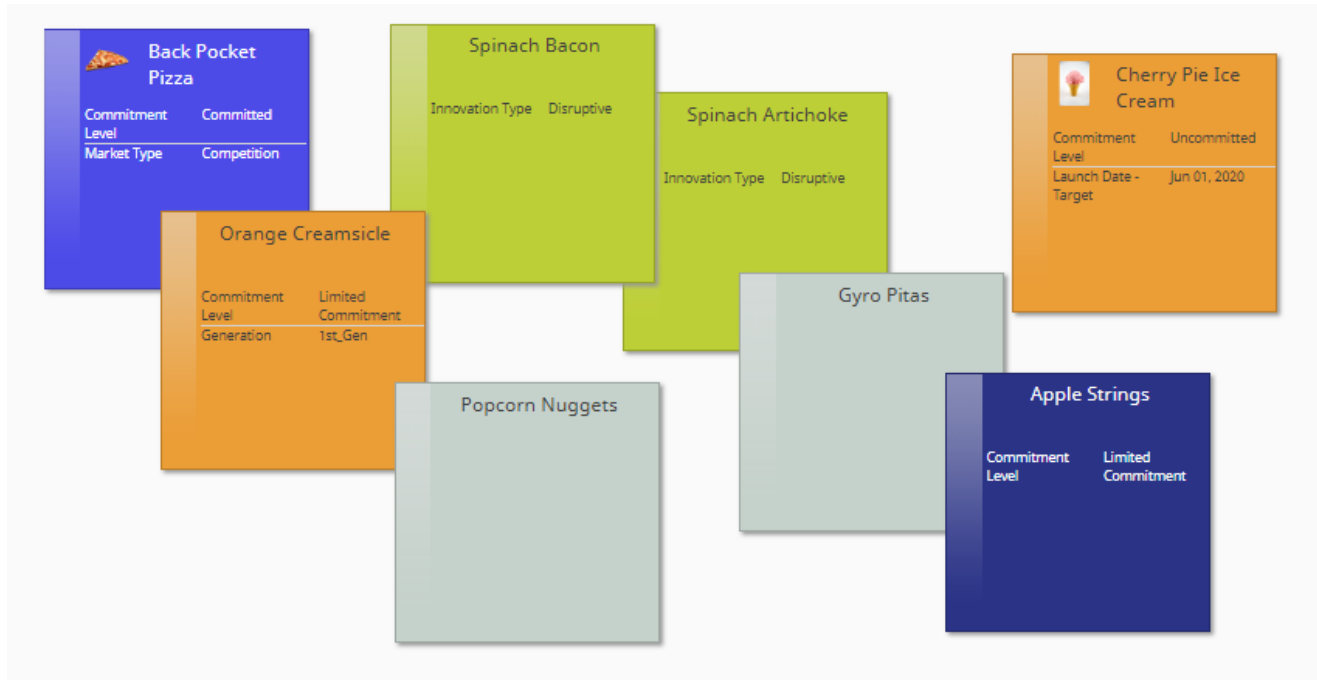 Back Pocket
Pizza
Commitment Level Committed
Market Type Competition
Spinach Bacon
Innovation Type Disruptive
Spinach Artichoke
Innovation Type Disruptive
Cherry Pie Ice
Cream
Commitment Level Uncommitted
Launch Date - Target Jun 01, 2020
Orange Creamsicle
Commitment Level Limited Commitment
Generation 1st_Gen
Gyro Pitas
Popcorn Nuggets
Apple Strings
Commitment Level Limited Commitment